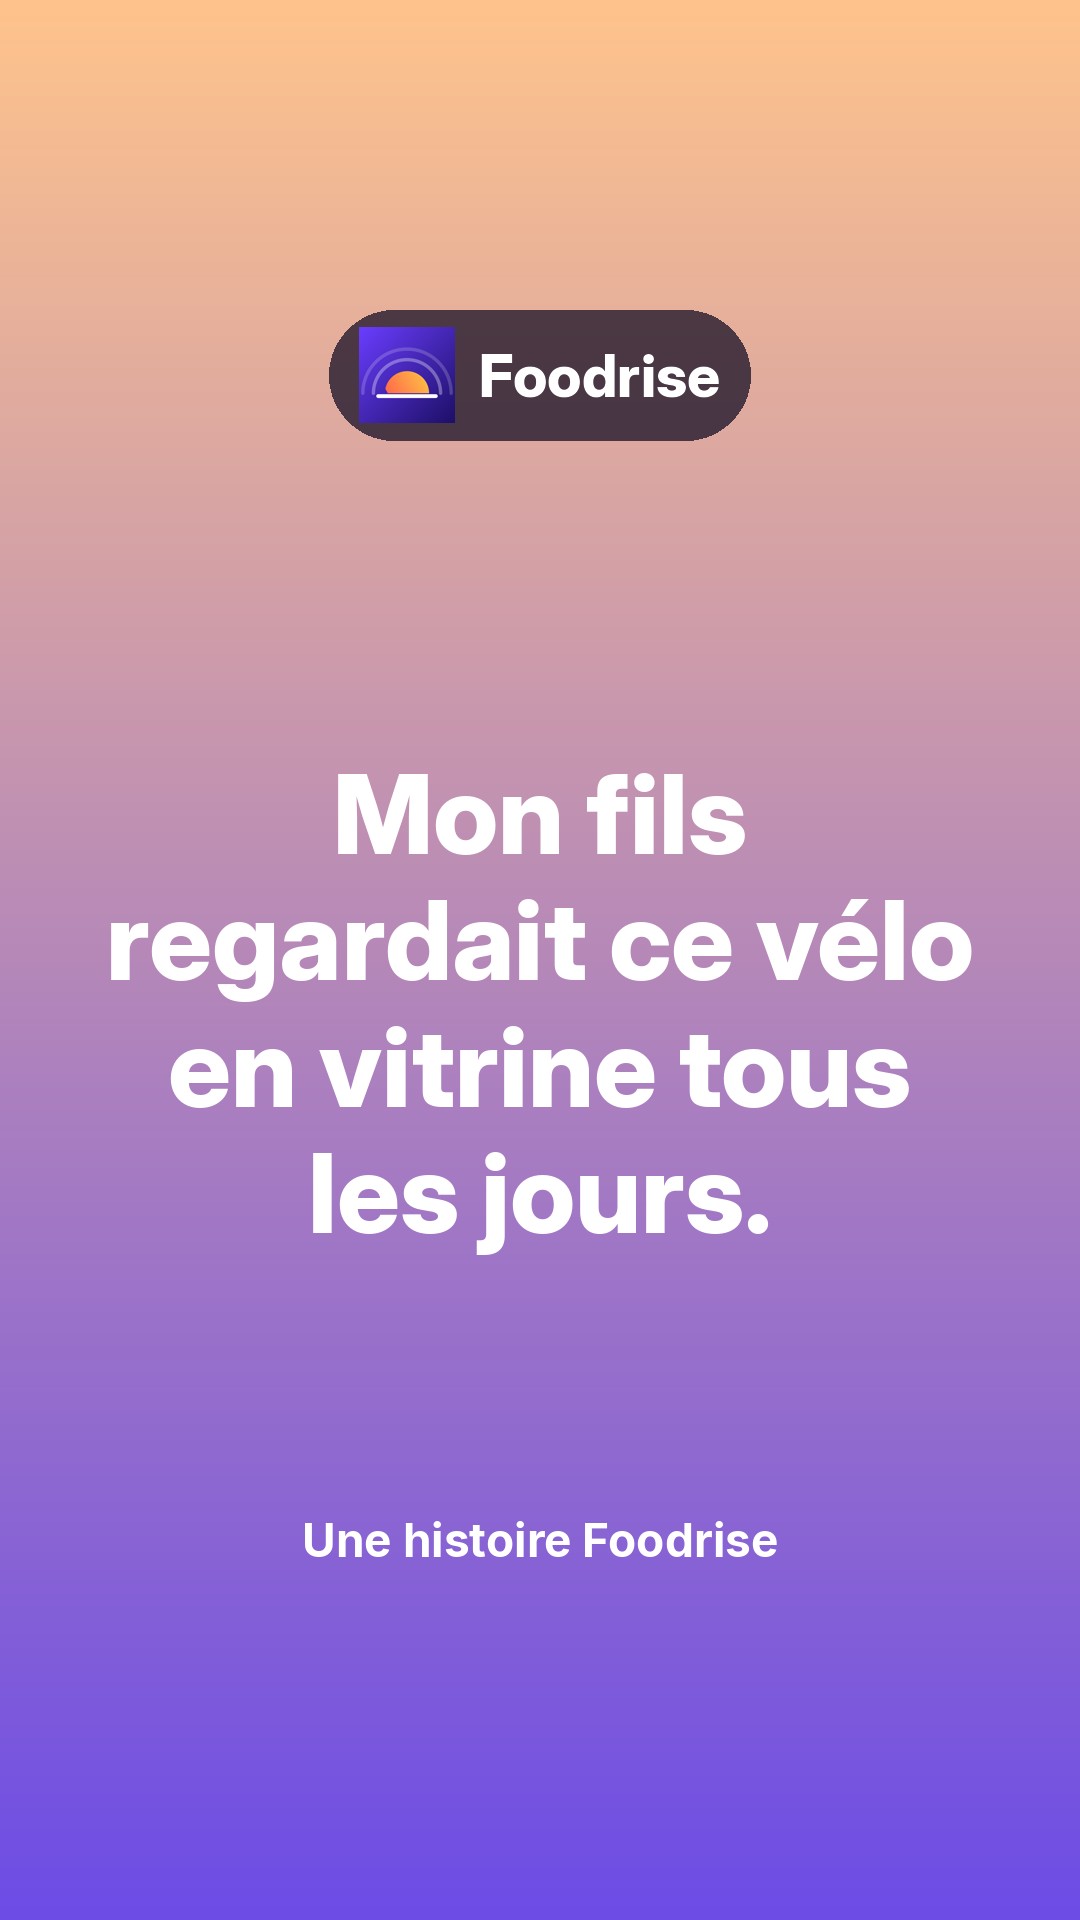 Foodrise
Mon fils
regardait ce vélo
en vitrine tous
les jours.
Une histoire Foodrise